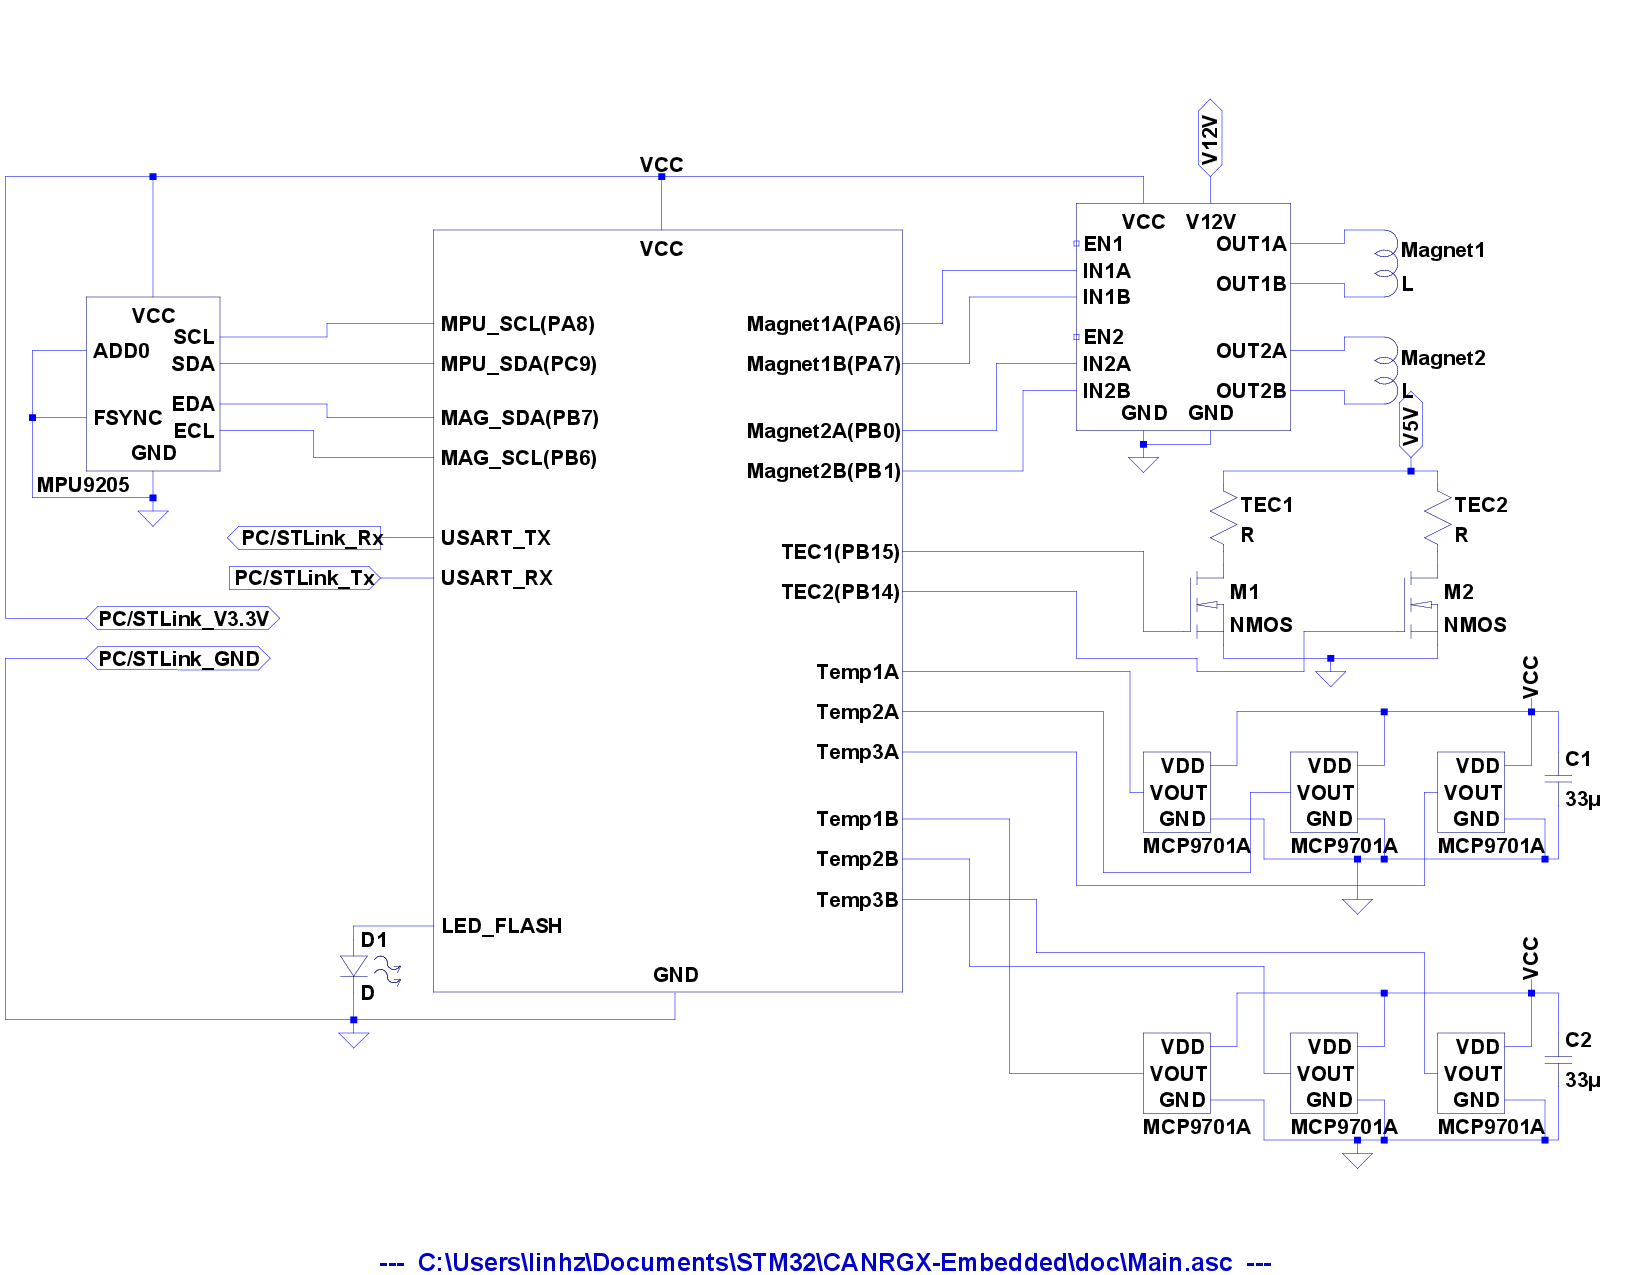 V12V
VCC
VCC
VCC V12V
EN1
IN1A
IN1B
EN2
IN2A
IN2B
GND GND
OUT1A
OUT1B
OUT2A
OUT2B
Magnet1
L
Magnet2
L
V5V
VCC
SCL
ADD0
SDA
EDA
FSYNC
ECL
GND
MPU9205
MPU_SCL(PA8)
MPU_SDA(PC9)
MAG_SDA(PB7)
MAG_SCL(PB6)
USART_TX
USART_RX
PC/STLink_Rx
PC/STLink_Tx
PC/STLink_V3.3V
PC/STLink_GND
Magnet1A(PA6)
Magnet1B(PA7)
Magnet2A(PB0)
Magnet2B(PB1)
TEC1(PB15)
TEC2(PB14)
Temp1A
Temp2A
Temp3A
Temp1B
Temp2B
Temp3B
LED_FLASH
GND
D1
D
TEC1
R
TEC2
R
M1
NMOS
M2
NMOS
VCC
VDD
VOUT
GND
MCP9701A
VDD
VOUT
GND
MCP9701A
VDD
VOUT
GND
MCP9701A
C1
33µ
VCC
VDD
VOUT
GND
MCP9701A
VDD
VOUT
GND
MCP9701A
VDD
VOUT
GND
MCP9701A
C2
33µ
--- C:\Users\linhz\Documents\STM32\CANRGX-Embedded\doc\Main.asc ---